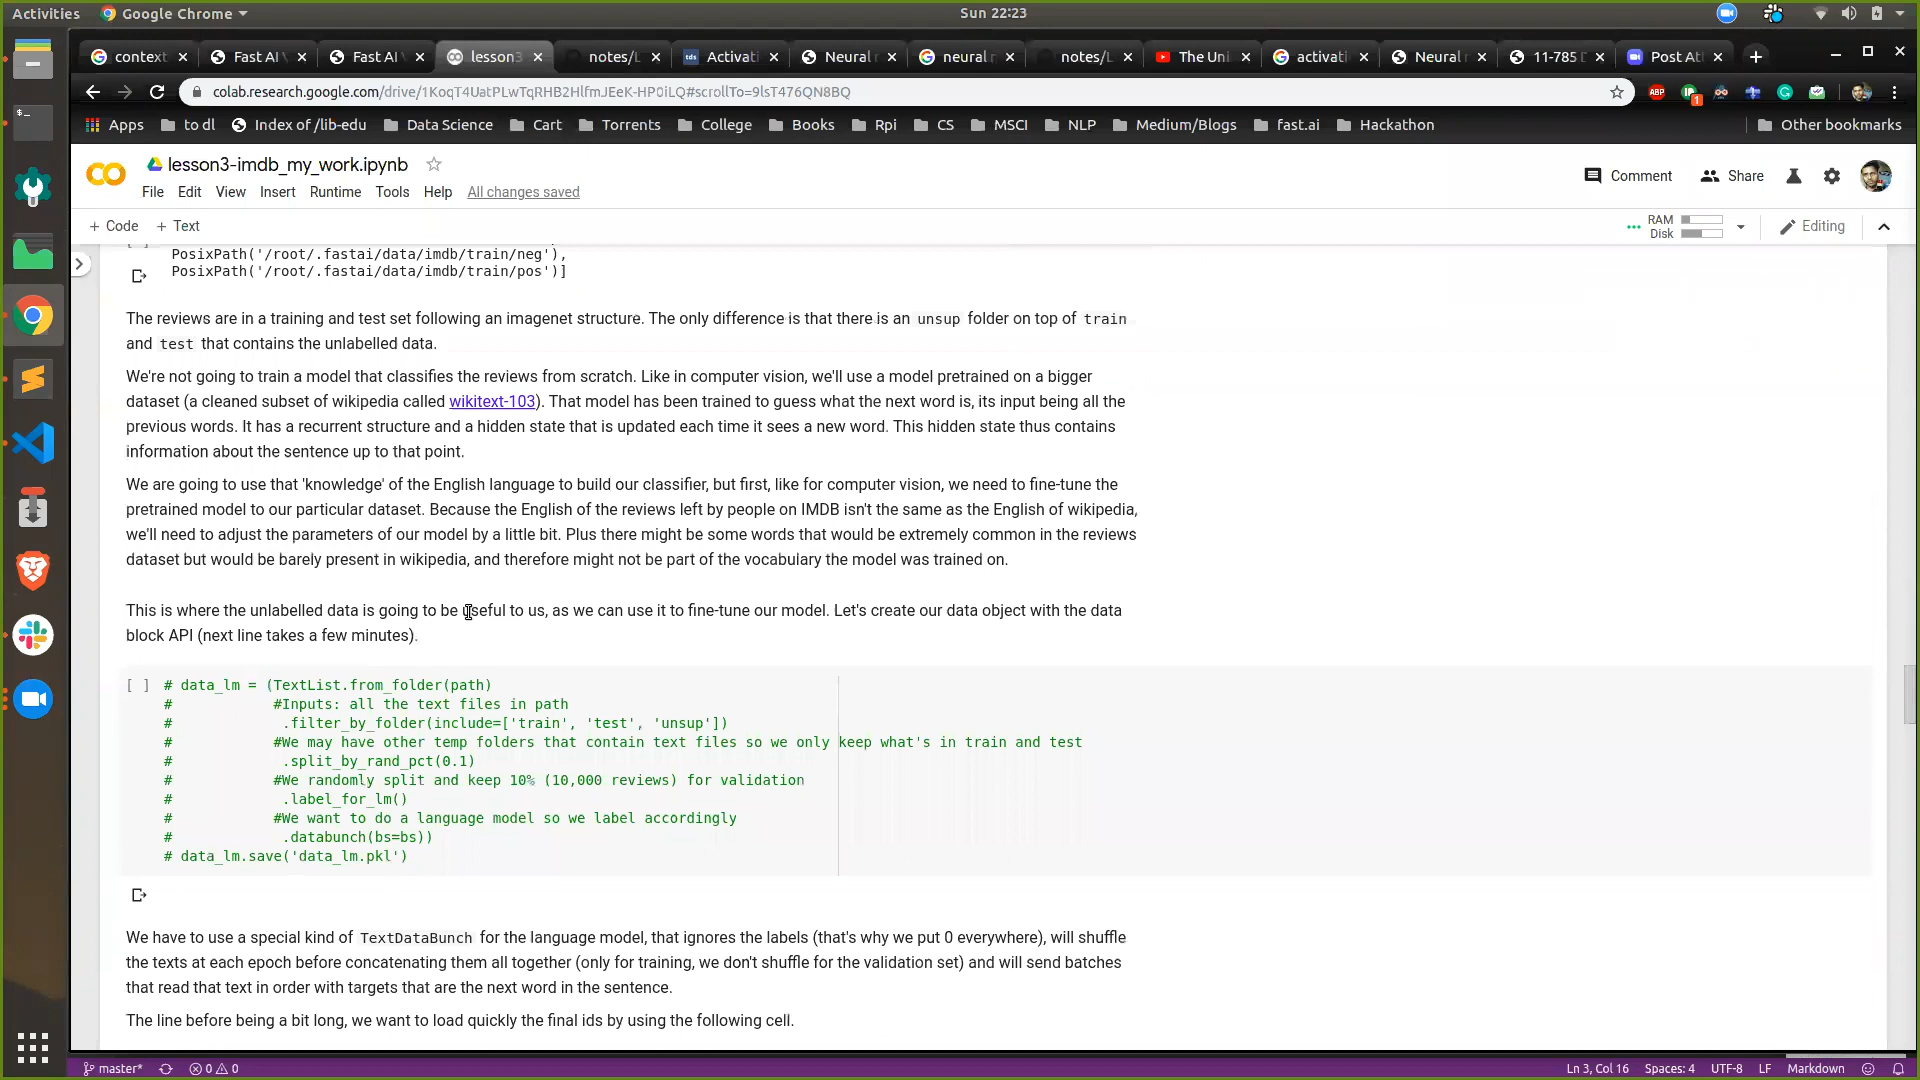 Activities
Google Chrome
Sun 22:23
context
Fast AI
Fast AI
lesson3
notes/L
Activati
Neural
neural
notes/L
The Uni
activati
Neural
11-785
Post At
colab.research.google.com/drive/1KoqT4UatPLwTqRHB2HlfmJEeK-HP0iLQ#scrollTo=9lsT476QN8BQ
ABP
1
Apps
to dl
Index of /lib-edu
Data Science
Cart
Torrents
College
Books
Rpi
CS
MSCI
NLP
Medium/Blogs
fast.ai
Hackathon
Other bookmarks
lesson3-imdb_my_work.ipynb
Comment
Share
File Edit View Insert Runtime Tools Help All changes saved
+ Code + Text
RAM
Disk
Editing
PosixPath('/root/.fastai/data/imdb/train/neg'),
PosixPath('/root/.fastai/data/imdb/train/pos')]
The reviews are in a training and test set following an imagenet structure. The only difference is that there is an unsup folder on top of train
and test that contains the unlabelled data.
We're not going to train a model that classifies the reviews from scratch. Like in computer vision, we'll use a model pretrained on a bigger
dataset (a cleaned subset of wikipedia called wikitext-103). That model has been trained to guess what the next word is, its input being all the
previous words. It has a recurrent structure and a hidden state that is updated each time it sees a new word. This hidden state thus contains
information about the sentence up to that point.
We are going to use that 'knowledge' of the English language to build our classifier, but first, like for computer vision, we need to fine-tune the
pretrained model to our particular dataset. Because the English of the reviews left by people on IMDB isn't the same as the English of wikipedia,
we'll need to adjust the parameters of our model by a little bit. Plus there might be some words that would be extremely common in the reviews
dataset but would be barely present in wikipedia, and therefore might not be part of the vocabulary the model was trained on.
This is where the unlabelled data is going to be useful to us, as we can use it to fine-tune our model. Let's create our data object with the data
block API (next line takes a few minutes).
[ ] # data_lm = (TextList.from_folder(path)
# #Inputs: all the text files in path
# .filter_by_folder(include=['train', 'test', 'unsup'])
# #We may have other temp folders that contain text files so we only keep what's in train and test
# .split_by_rand_pct(0.1)
# #We randomly split and keep 10% (10,000 reviews) for validation
# .label_for_lm()
# #We want to do a language model so we label accordingly
# .databunch(bs=bs))
# data_lm.save('data_lm.pkl')
We have to use a special kind of TextDataBunch for the language model, that ignores the labels (that's why we put 0 everywhere), will shuffle
the texts at each epoch before concatenating them all together (only for training, we don't shuffle for the validation set) and will send batches
that read that text in order with targets that are the next word in the sentence.
The line before being a bit long, we want to load quickly the final ids by using the following cell.
master*
0
0
Ln 3, Col 16
Spaces: 4
UTF-8
LF
Markdown